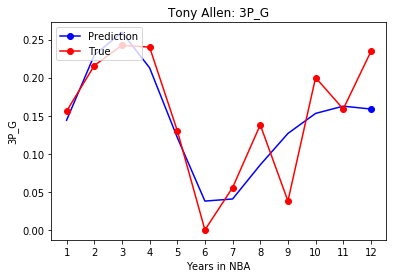 Tony Allen: 3P_G
Prediction
True
3P_G
0.25
0.20
0.15
0.10
0.05
0.00
1 2 3 4 5 6 7 8 9 10 11 12
Years in NBA